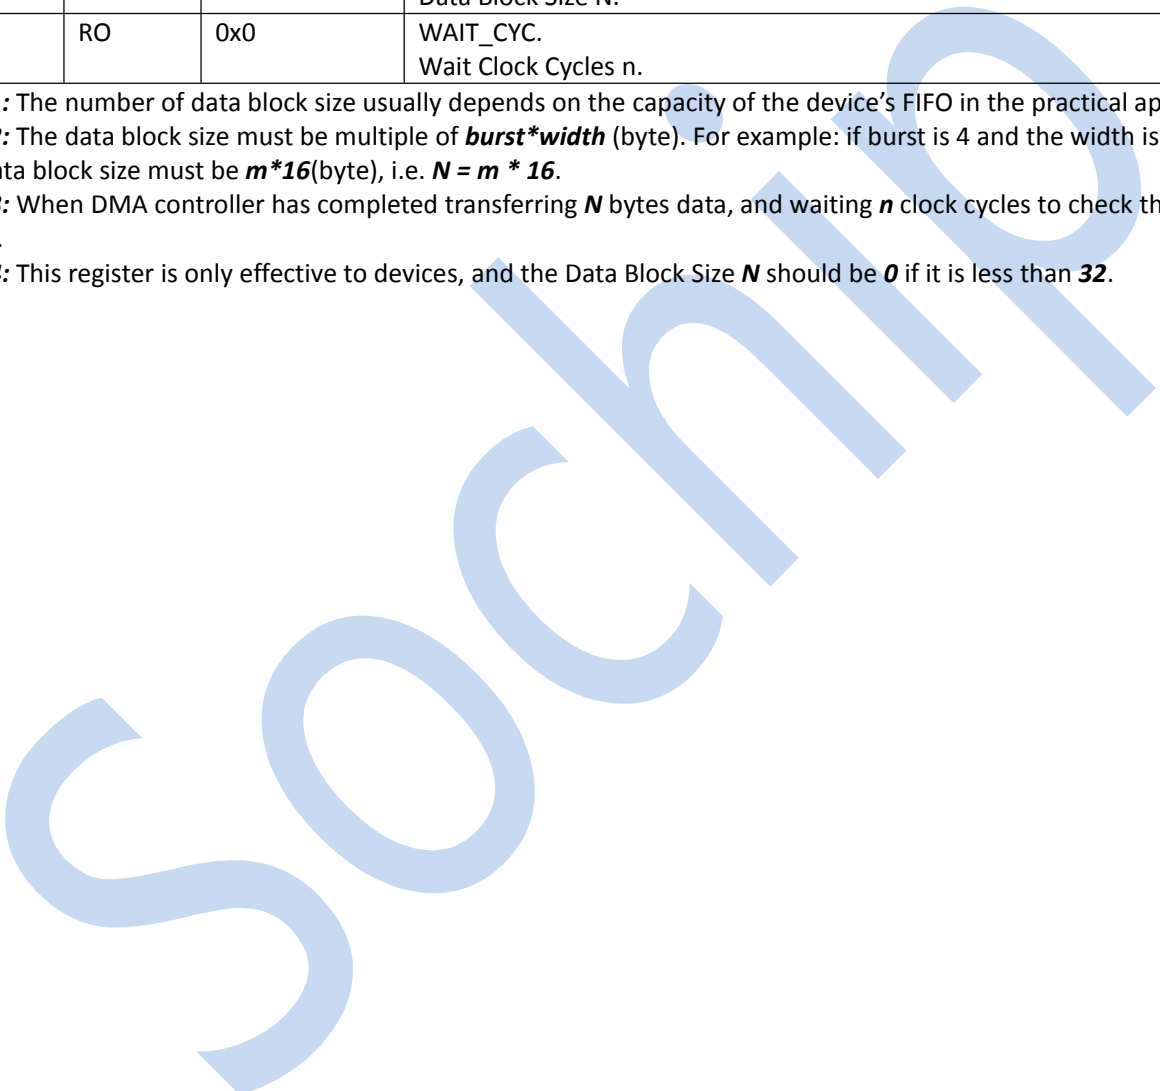 Data Block Size N.
RO 0x0 WAIT_CYC.
Wait Clock Cycles n.
: The number of data block size usually depends on the capacity of the device’s FIFO in the practical ap
: The data block size must be multiple of burst*width (byte). For example: if burst is 4 and the width is
ta block size must be m*16(byte), i.e. N = m * 16.
: When DMA controller has completed transferring N bytes data, and waiting n clock cycles to check th
.
: This register is only effective to devices, and the Data Block Size N should be 0 if it is less than 32.
Sochip